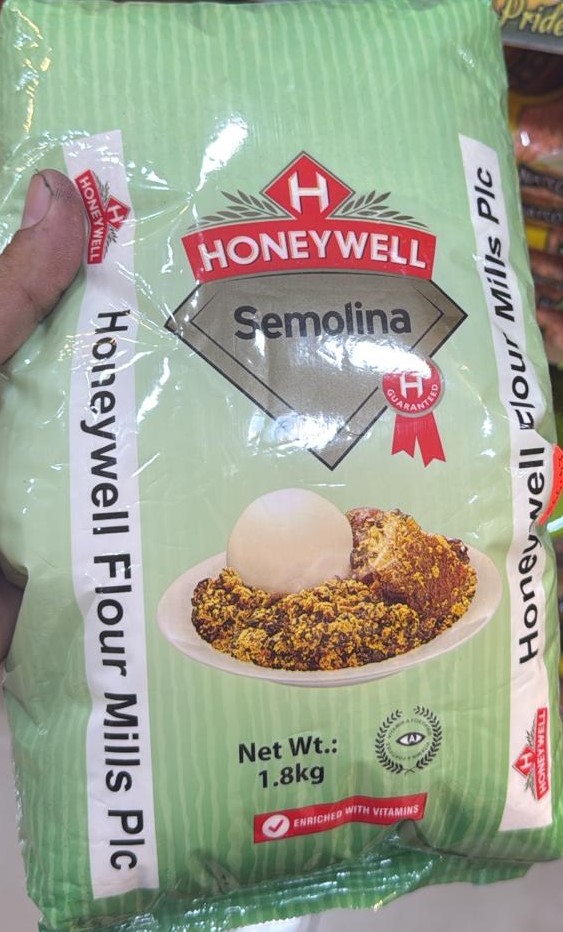 Pride
H
HONEYWELL
Semolina
H
GUARANTEED
H
HONEYWELL
Honeywell Flour Mills Plc
Honeywell Flour Mills Plc
H
HONEYWELL
Net Wt.:
1.8kg
ENRICHED WITH VITAMINS